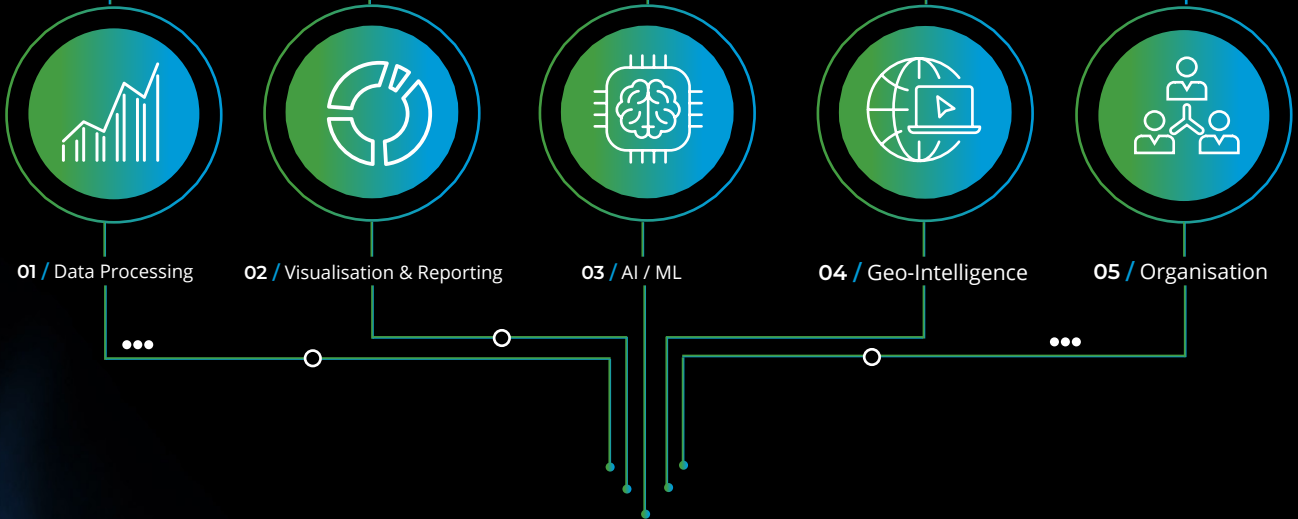 01 / Data Processing
02 / Visualisation & Reporting
03 / AI / ML
04 / Geo-Intelligence
05 / Organisation